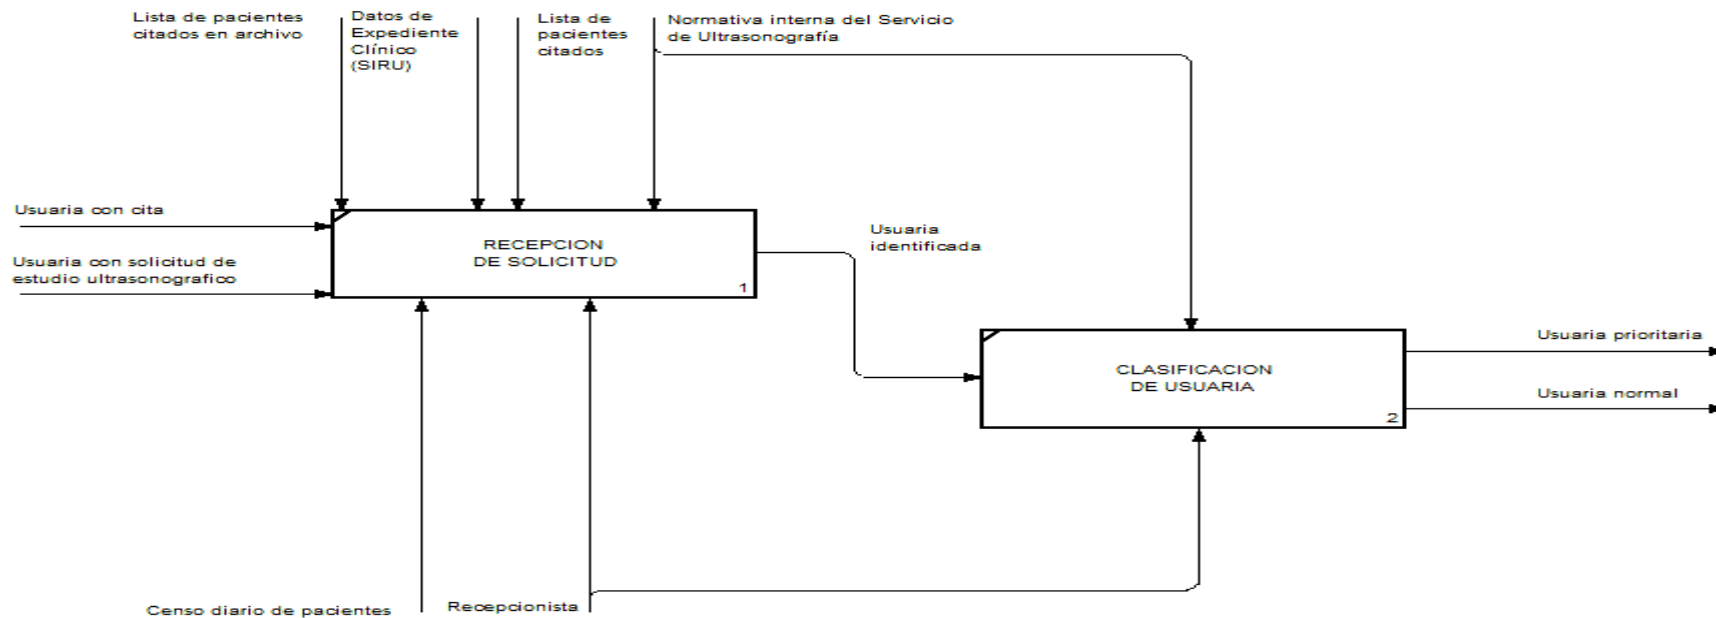 Lista de pacientes
citados en archivo
Datos de
Expediente
Clínico
(SIRU)
Lista de
pacientes
citados
Normativa interna del Servicio
de Ultrasonografía
Usuaria con cita
Usuaria con solicitud de
estudio ultrasonografico
RECEPCION
DE SOLICITUD
1
Usuaria
identificada
CLASIFICACION
DE USUARIA
2
Usuaria prioritaria
Usuaria normal
Censo diario de pacientes
Recepcionista